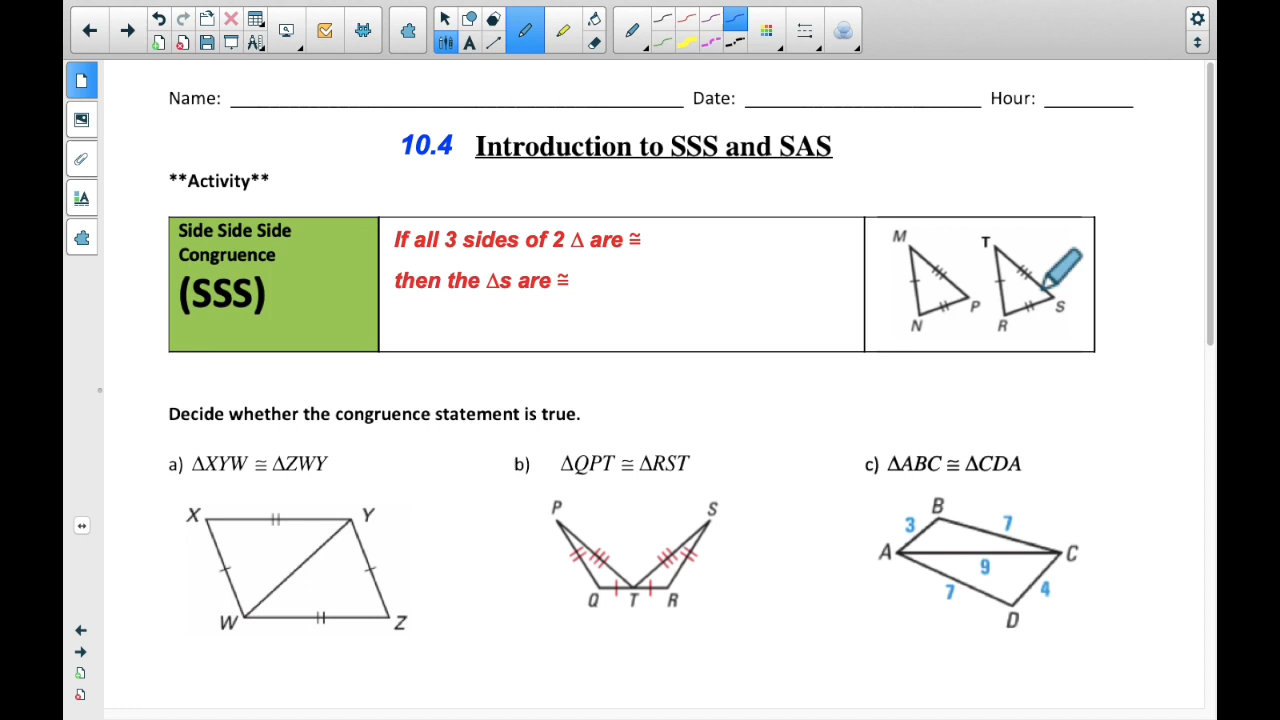 Name: Date: Hour:
10.4 Introduction to SSS and SAS
**Activity**
Side Side Side
Congruence
(SSS)
If all 3 sides of 2 Δ are ≅
then the Δs are ≅
M
N
P
T
R
S
Decide whether the congruence statement is true.
a) ΔXYW ≅ ΔZWY
b) ΔQPT ≅ ΔRST
c) ΔABC ≅ ΔCDA
X
Y
W
Z
P
S
Q
T
R
B
3
7
A
C
9
7
4
D